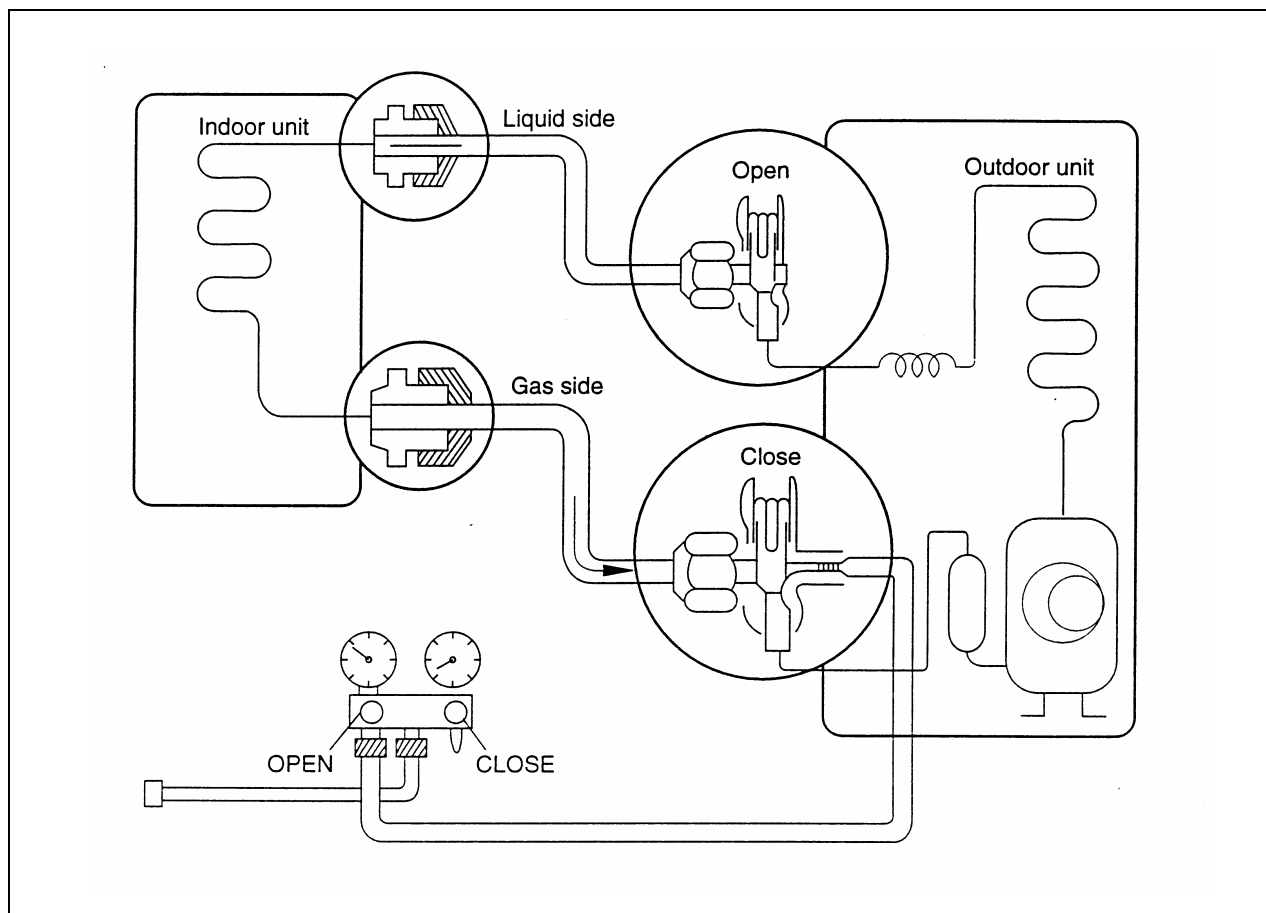 Indoor unit
Liquid side
Open
Outdoor unit
Gas side
Close
OPEN
CLOSE